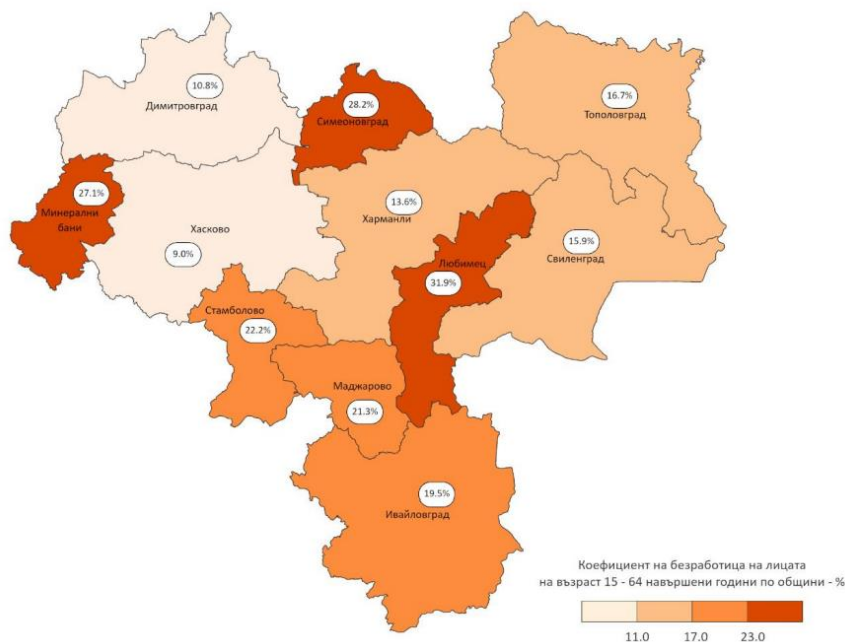 10.8%
Димитровград
28.2%
Симеоновград
16.7%
Тополовград
27.1%
Минерални
бани
Хасково
9.0%
13.6%
Харманли
15.9%
Свиленград
Любимец
31.9%
Стамболово
22.2%
Маджарово
21.3%
19.5%
Ивайловград
Коефициент на безработица на лицата
на възраст 15 - 64 навършени години по общини - %
11.0 17.0 23.0